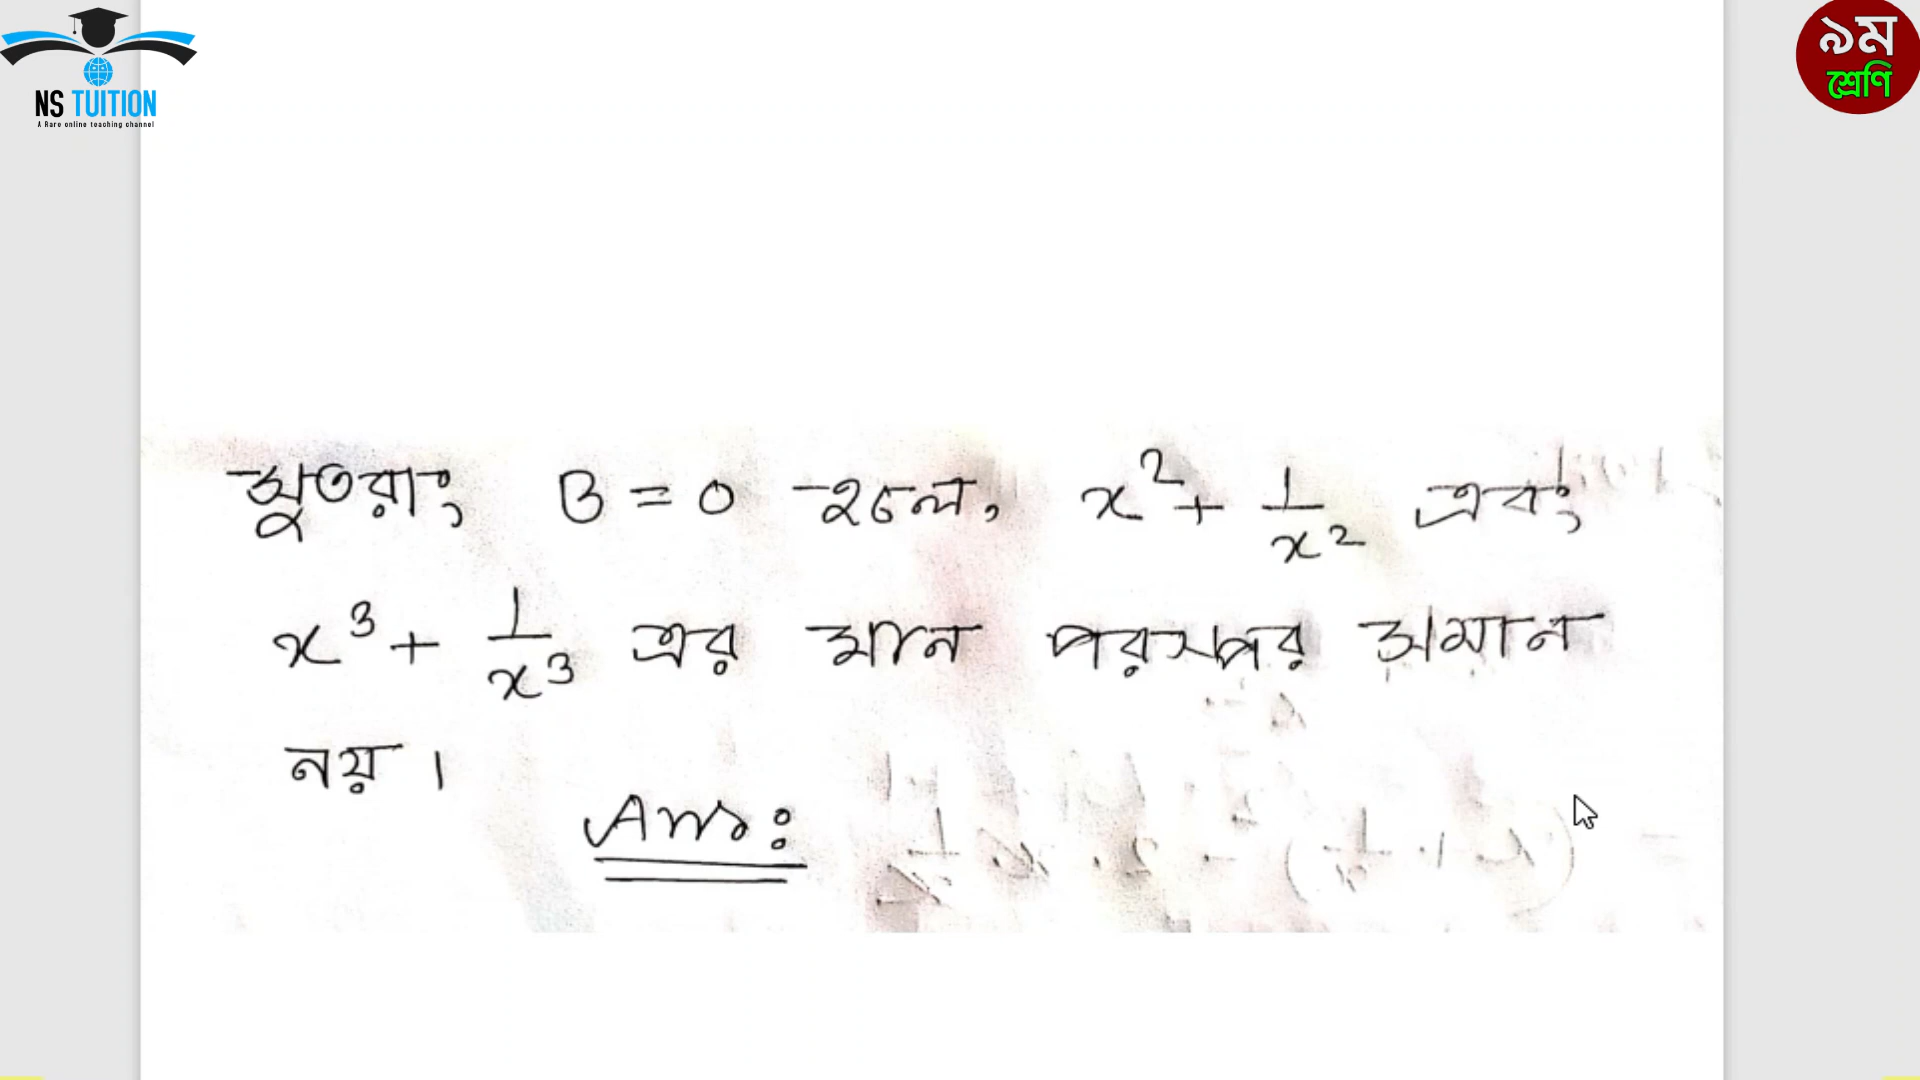 NS TUITION
A Rare online teaching channel
৯ম
শ্রেণি
সুতরাং B = 0 হলে, x² + 1/x² এবং
x³ + 1/x³ এর মান পরস্পর সমান
নয়।
Ans: